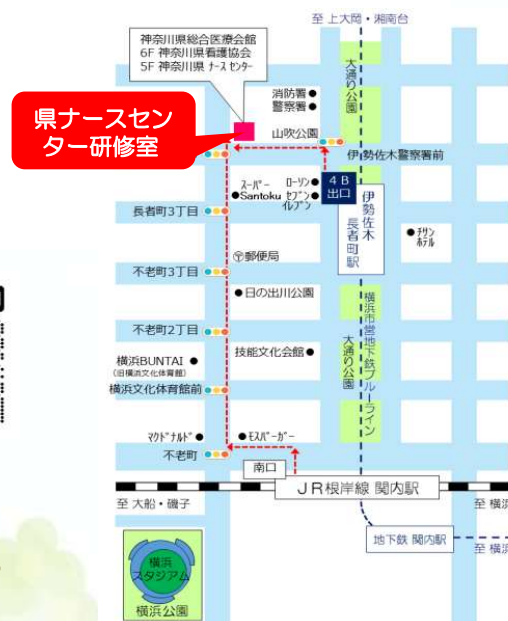 至 上大岡・湘南台
神奈川県総合医療会館
6F 神奈川県看護協会
5F 神奈川県 ナースセンター
大通り公園
消防署●
警察署●
県ナースセン
ター研修室
山吹公園
伊勢佐木警察署前
スーパー
●Santoku
ローソン●
セブン●
イレブン
4B
出口
伊勢佐木
長者町駅
長者町3丁目
●チサン
ホテル
〒郵便局
不老町3丁目
●日の出川公園
不老町2丁目
横浜市営地下鉄ブルーライン
大通り公園
技能文化会館●
横浜BUNTAI ●
(旧横浜文化体育館)
横浜文化体育館前
マクドナルド●
●モスバーガー
不老町
南口
JR根岸線 関内駅
至 大船・磯子
至 横浜
地下鉄 関内駅
至 横浜
横浜
スタジアム
横浜公園